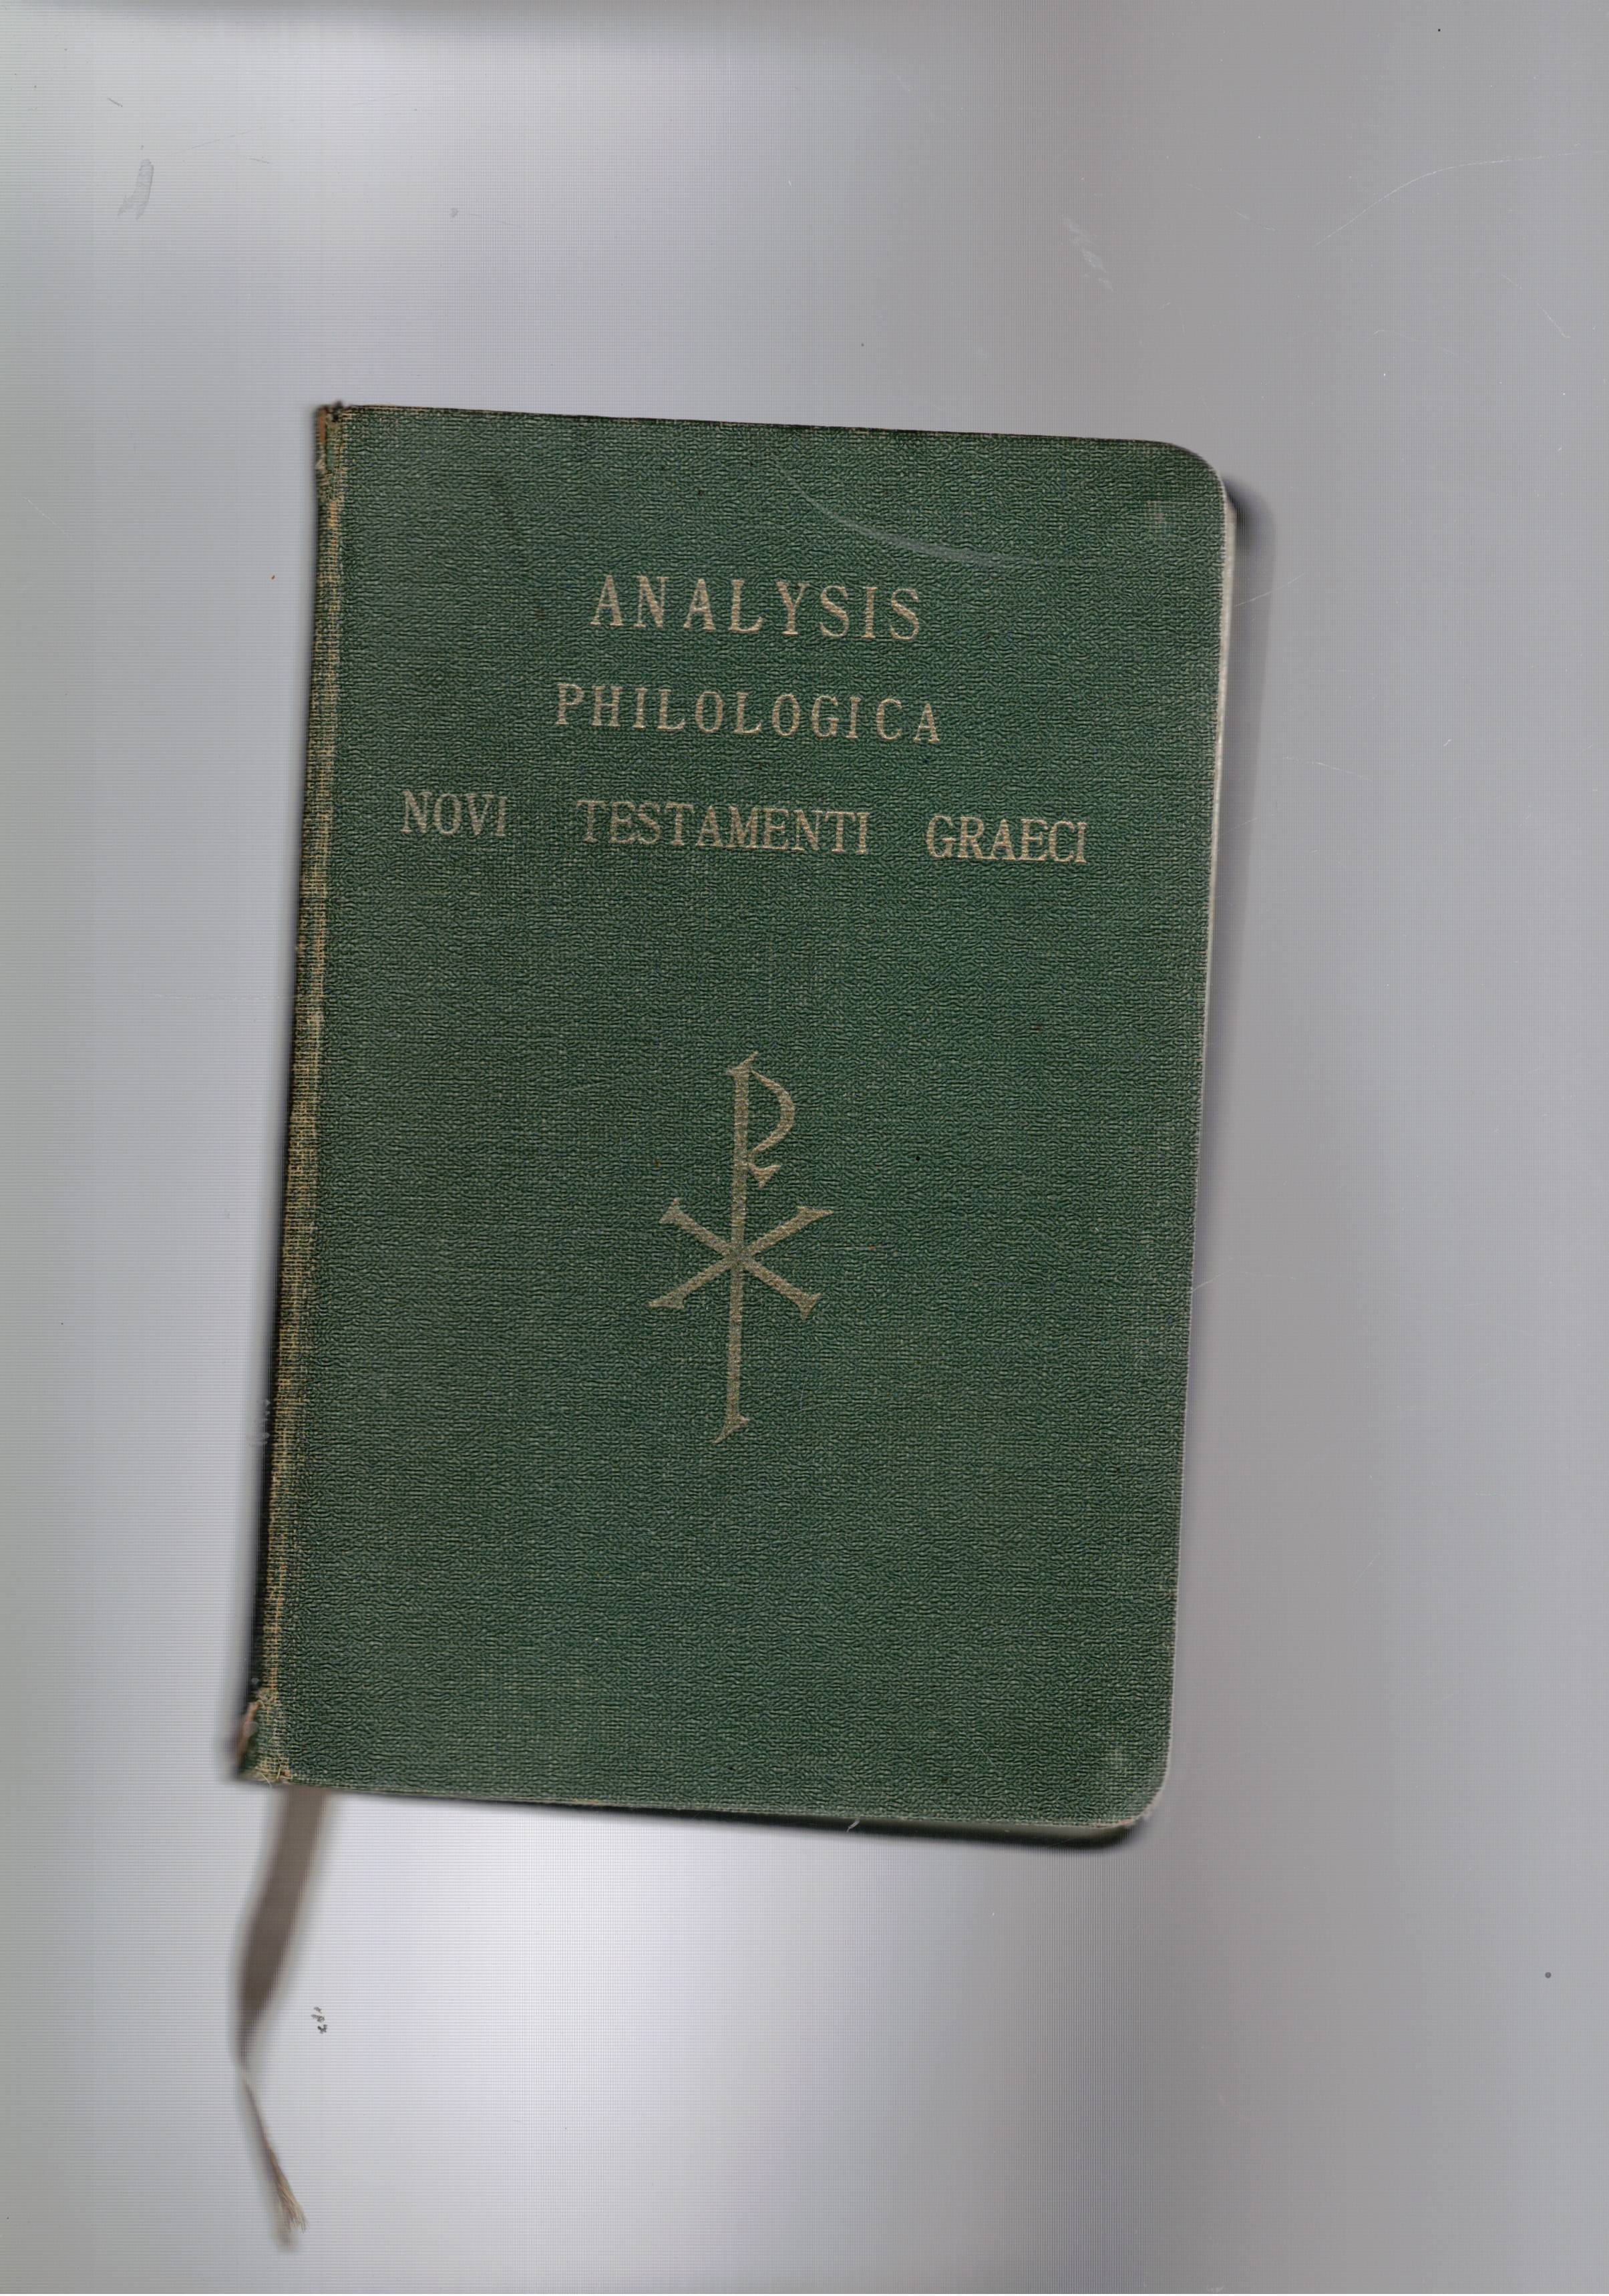 ANALYSIS
PHILOLOGICA
NOVI TESTAMENTI GRAECI